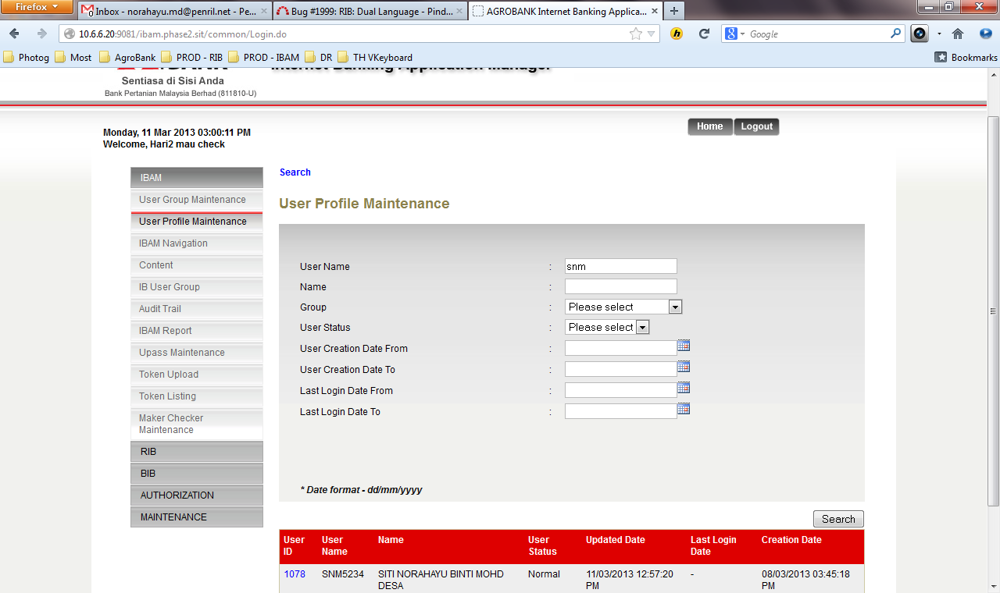 Firefox
Inbox - norahayu.md@penril.net - Pe...
Bug #1999: RIB: Dual Language - Pind...
AGROBANK Internet Banking Applica...
10.6.6.20:9081/ibam.phase2.sit/common/Login.do
Google
Photog
Most
AgroBank
PROD - RIB
PROD - IBAM
DR
TH VKeyboard
Bookmarks
Internet Banking Application Manager
Sentiasa di Sisi Anda
Bank Pertanian Malaysia Berhad (811810-U)
Monday, 11 Mar 2013 03:00:11 PM
Welcome, Hari2 mau check
Home
Logout
IBAM
User Group Maintenance
User Profile Maintenance
IBAM Navigation
Content
IB User Group
Audit Trail
IBAM Report
Upass Maintenance
Token Upload
Token Listing
Maker Checker
Maintenance
RIB
BIB
AUTHORIZATION
MAINTENANCE
Search
User Profile Maintenance
User Name : snm
Name :
Group : Please select
User Status : Please select
User Creation Date From :
User Creation Date To :
Last Login Date From :
Last Login Date To :
* Date format - dd/mm/yyyy
Search
User ID User Name Name User Status Updated Date Last Login Date Creation Date
1078 SNM5234 SITI NORAHAYU BINTI MOHD DESA Normal 11/03/2013 12:57:20 PM - 08/03/2013 03:45:18 PM